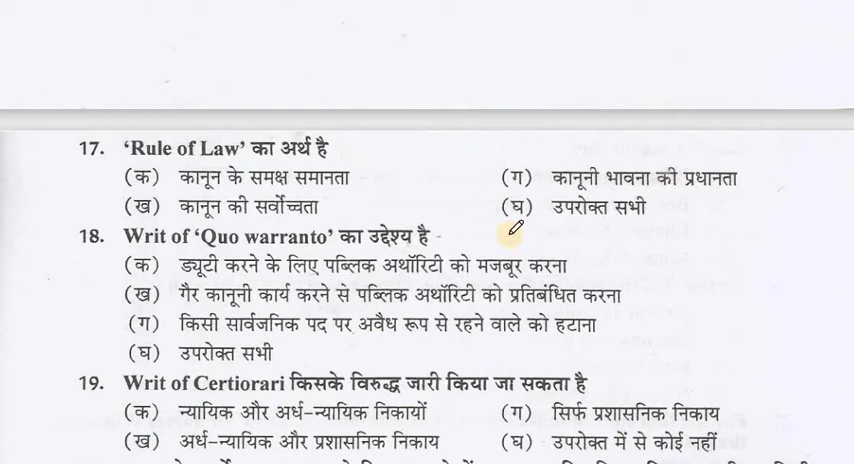 17. ‘Rule of Law’ का अर्थ है
(क) कानून के समक्ष समानता (ग) कानूनी भावना की प्रधानता
(ख) कानून की सर्वोच्चता (घ) उपरोक्त सभी
18. Writ of ‘Quo warranto’ का उद्देश्य है -
(क) ड्यूटी करने के लिए पब्लिक अथॉरिटी को मजबूर करना
(ख) गैर कानूनी कार्य करने से पब्लिक अथॉरिटी को प्रतिबंधित करना
(ग) किसी सार्वजनिक पद पर अवैध रूप से रहने वाले को हटाना
(घ) उपरोक्त सभी
19. Writ of Certiorari किसके विरुद्ध जारी किया जा सकता है
(क) न्यायिक और अर्ध-न्यायिक निकायों (ग) सिर्फ प्रशासनिक निकाय
(ख) अर्ध-न्यायिक और प्रशासनिक निकाय (घ) उपरोक्त में से कोई नहीं